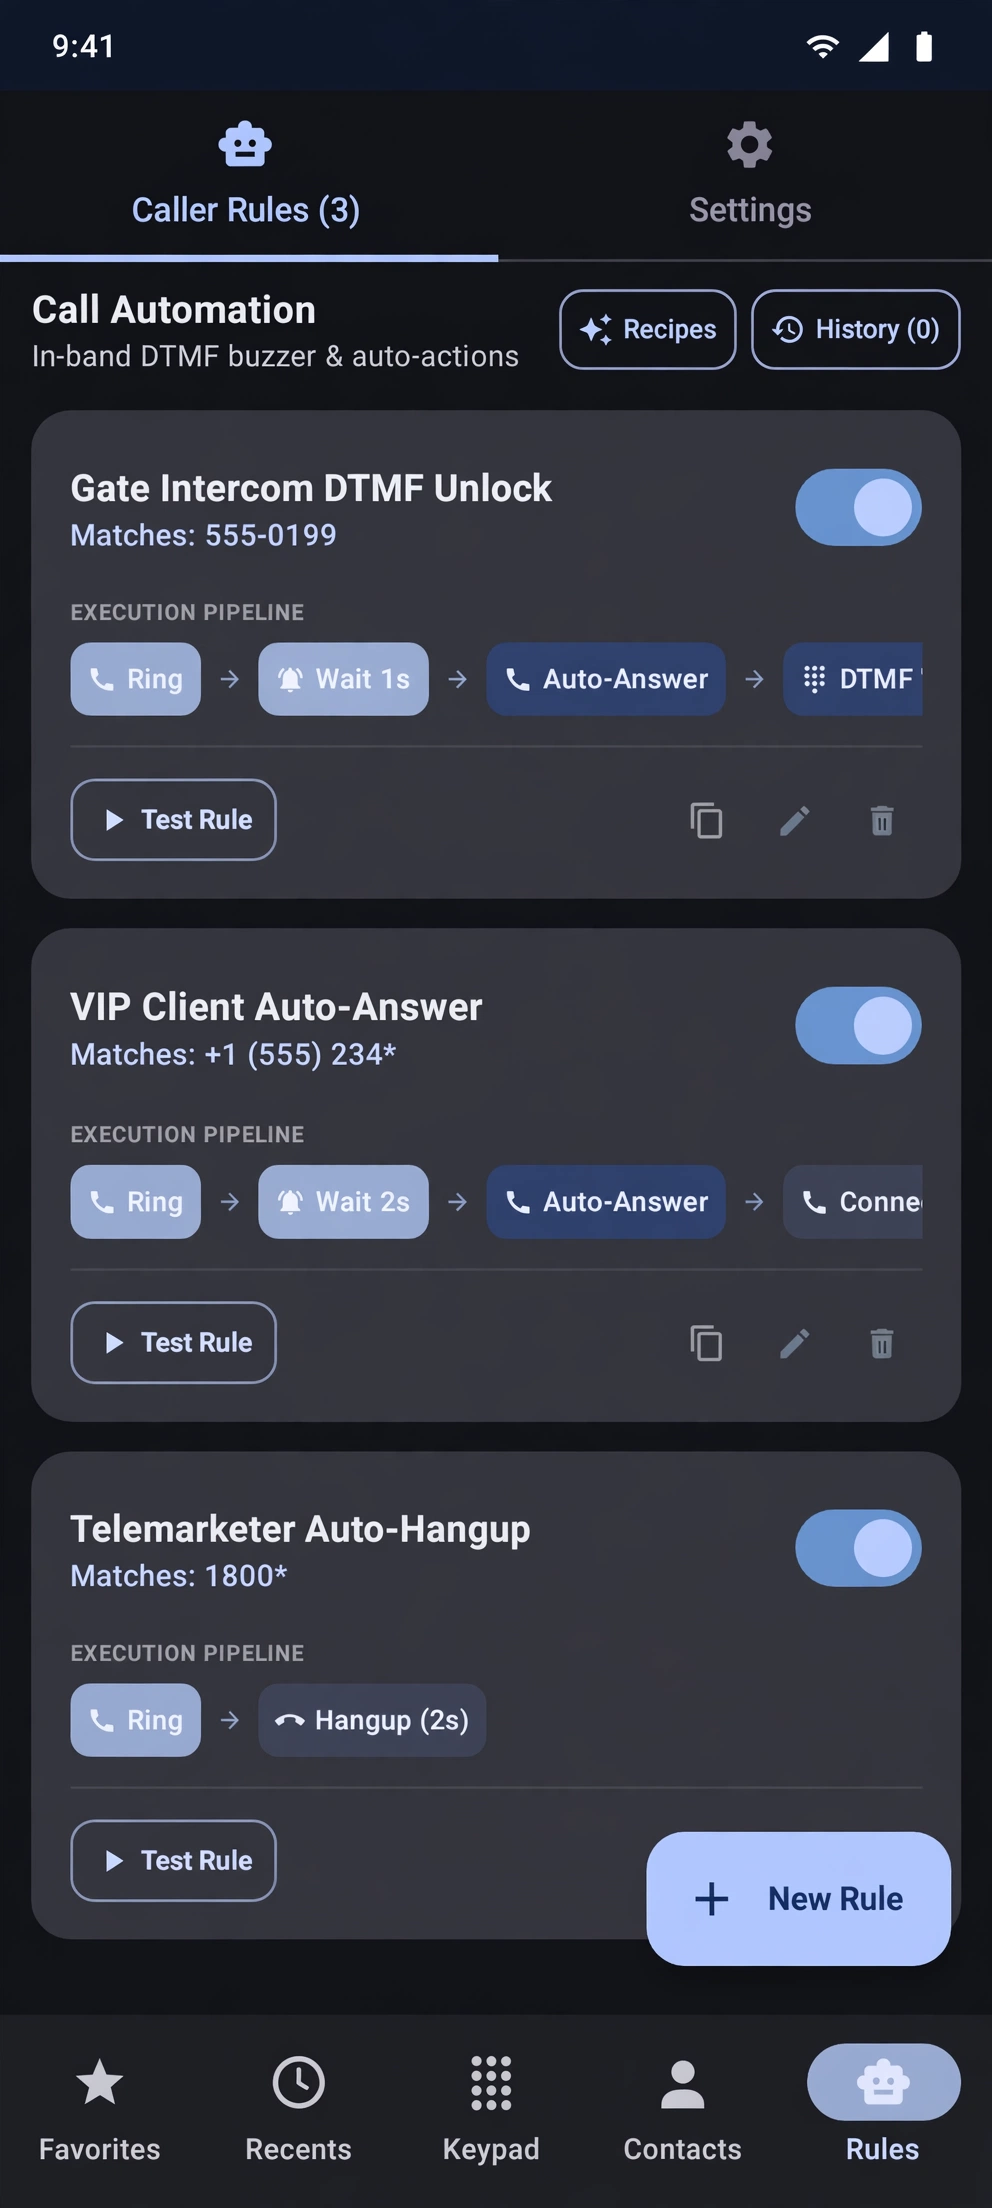 9:41
Caller Rules (3)
Settings
Call Automation
In-band DTMF buzzer & auto-actions
Recipes
History (0)
Gate Intercom DTMF Unlock
Matches: 555-0199
EXECUTION PIPELINE
Ring → Wait 1s → Auto-Answer → DTMF '
Test Rule
VIP Client Auto-Answer
Matches: +1 (555) 234*
EXECUTION PIPELINE
Ring → Wait 2s → Auto-Answer →
Test Rule
Telemarketer Auto-Hangup
Matches: 1800*
EXECUTION PIPELINE
Ring → Hangup (2s)
Test Rule
+ New Rule
Favorites
Recents
Keypad
Contacts
Rules